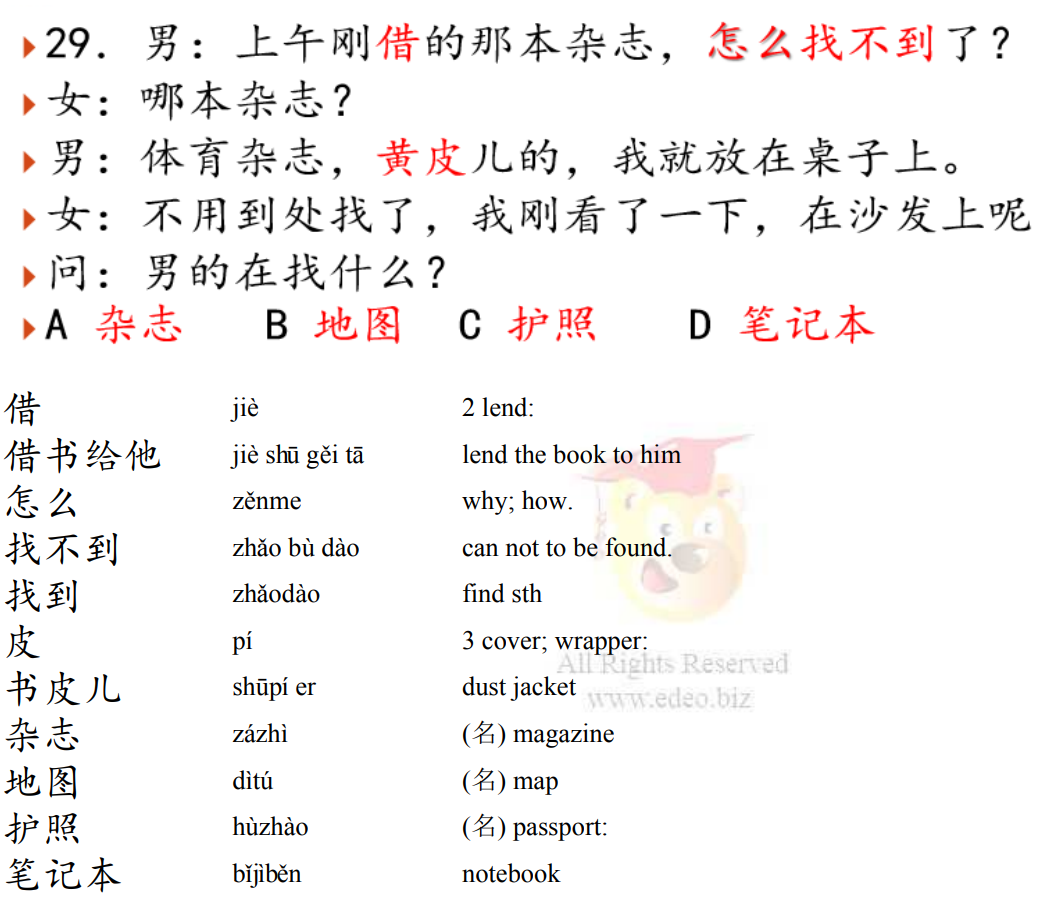 29. 男：上午刚借的那本杂志，怎么找不到了？
女：哪本杂志？
男：体育杂志，黄皮儿的，我就放在桌子上。
女：不用到处找了，我刚看了一下，在沙发上呢
问：男的在找什么？
A 杂志 B 地图 C 护照 D 笔记本
借 jiè 2 lend:
借书给他 jiè shū gěi tā lend the book to him
怎么 zěnme why; how.
找不到 zhǎo bù dào can not to be found.
找到 zhǎodào find sth
皮 pí 3 cover; wrapper:
All Rights Reserved
书皮儿 shūpí er dust jacket
www.edeo.biz
杂志 zázhì (名) magazine
地图 dìtú (名) map
护照 hùzhào (名) passport:
笔记本 bǐjìběn notebook